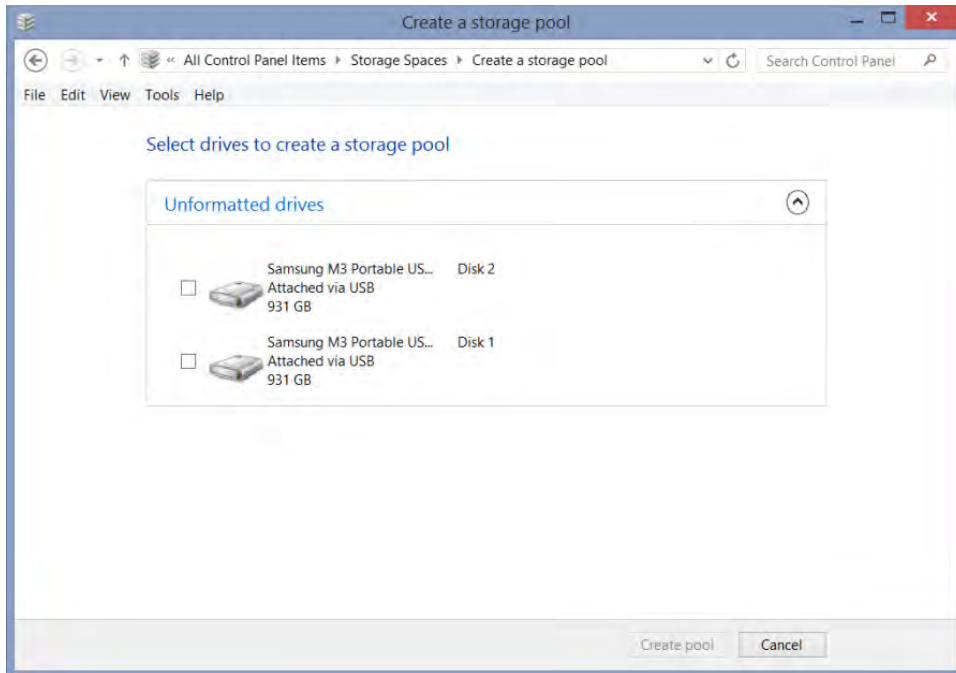 Create a storage pool
« All Control Panel Items Storage Spaces Create a storage pool Search Control Panel
File Edit View Tools Help
Select drives to create a storage pool
Unformatted drives
Samsung M3 Portable US... Disk 2
Attached via USB
931 GB
Samsung M3 Portable US... Disk 1
Attached via USB
931 GB
Create pool Cancel